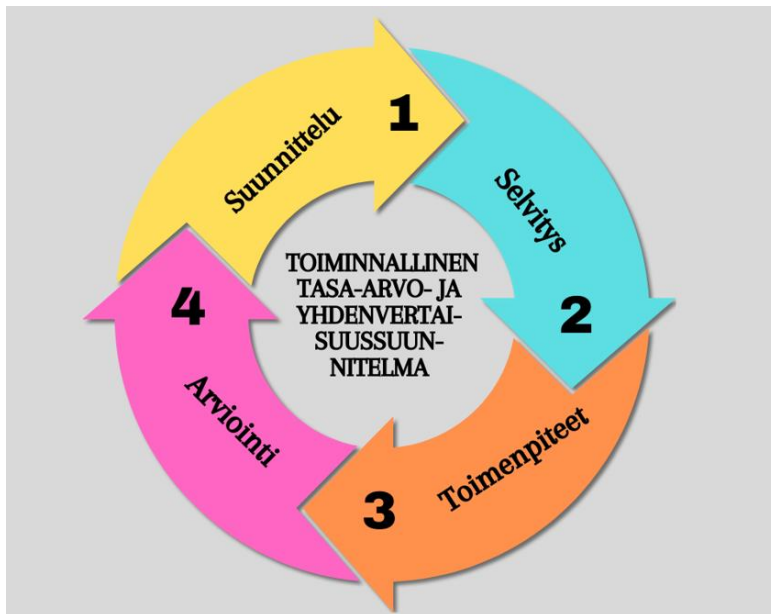 1
Suunnittelu
Selvitys
2
Toimenpiteet
3
Arviointi
4
TOIMINNALLINEN
TASA-ARVO- JA
YHDENVERTAI-
SUUSSUUN-
NITELMA